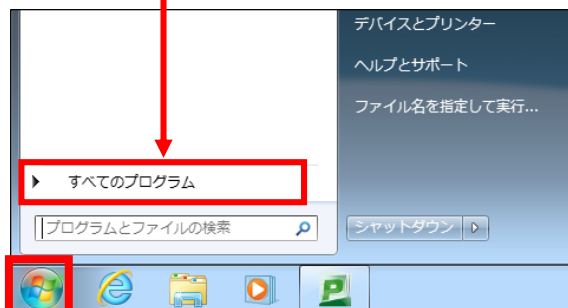 デバイスとプリンター
ヘルプとサポート
ファイル名を指定して実行...
すべてのプログラム
プログラムとファイルの検索
シャットダウン